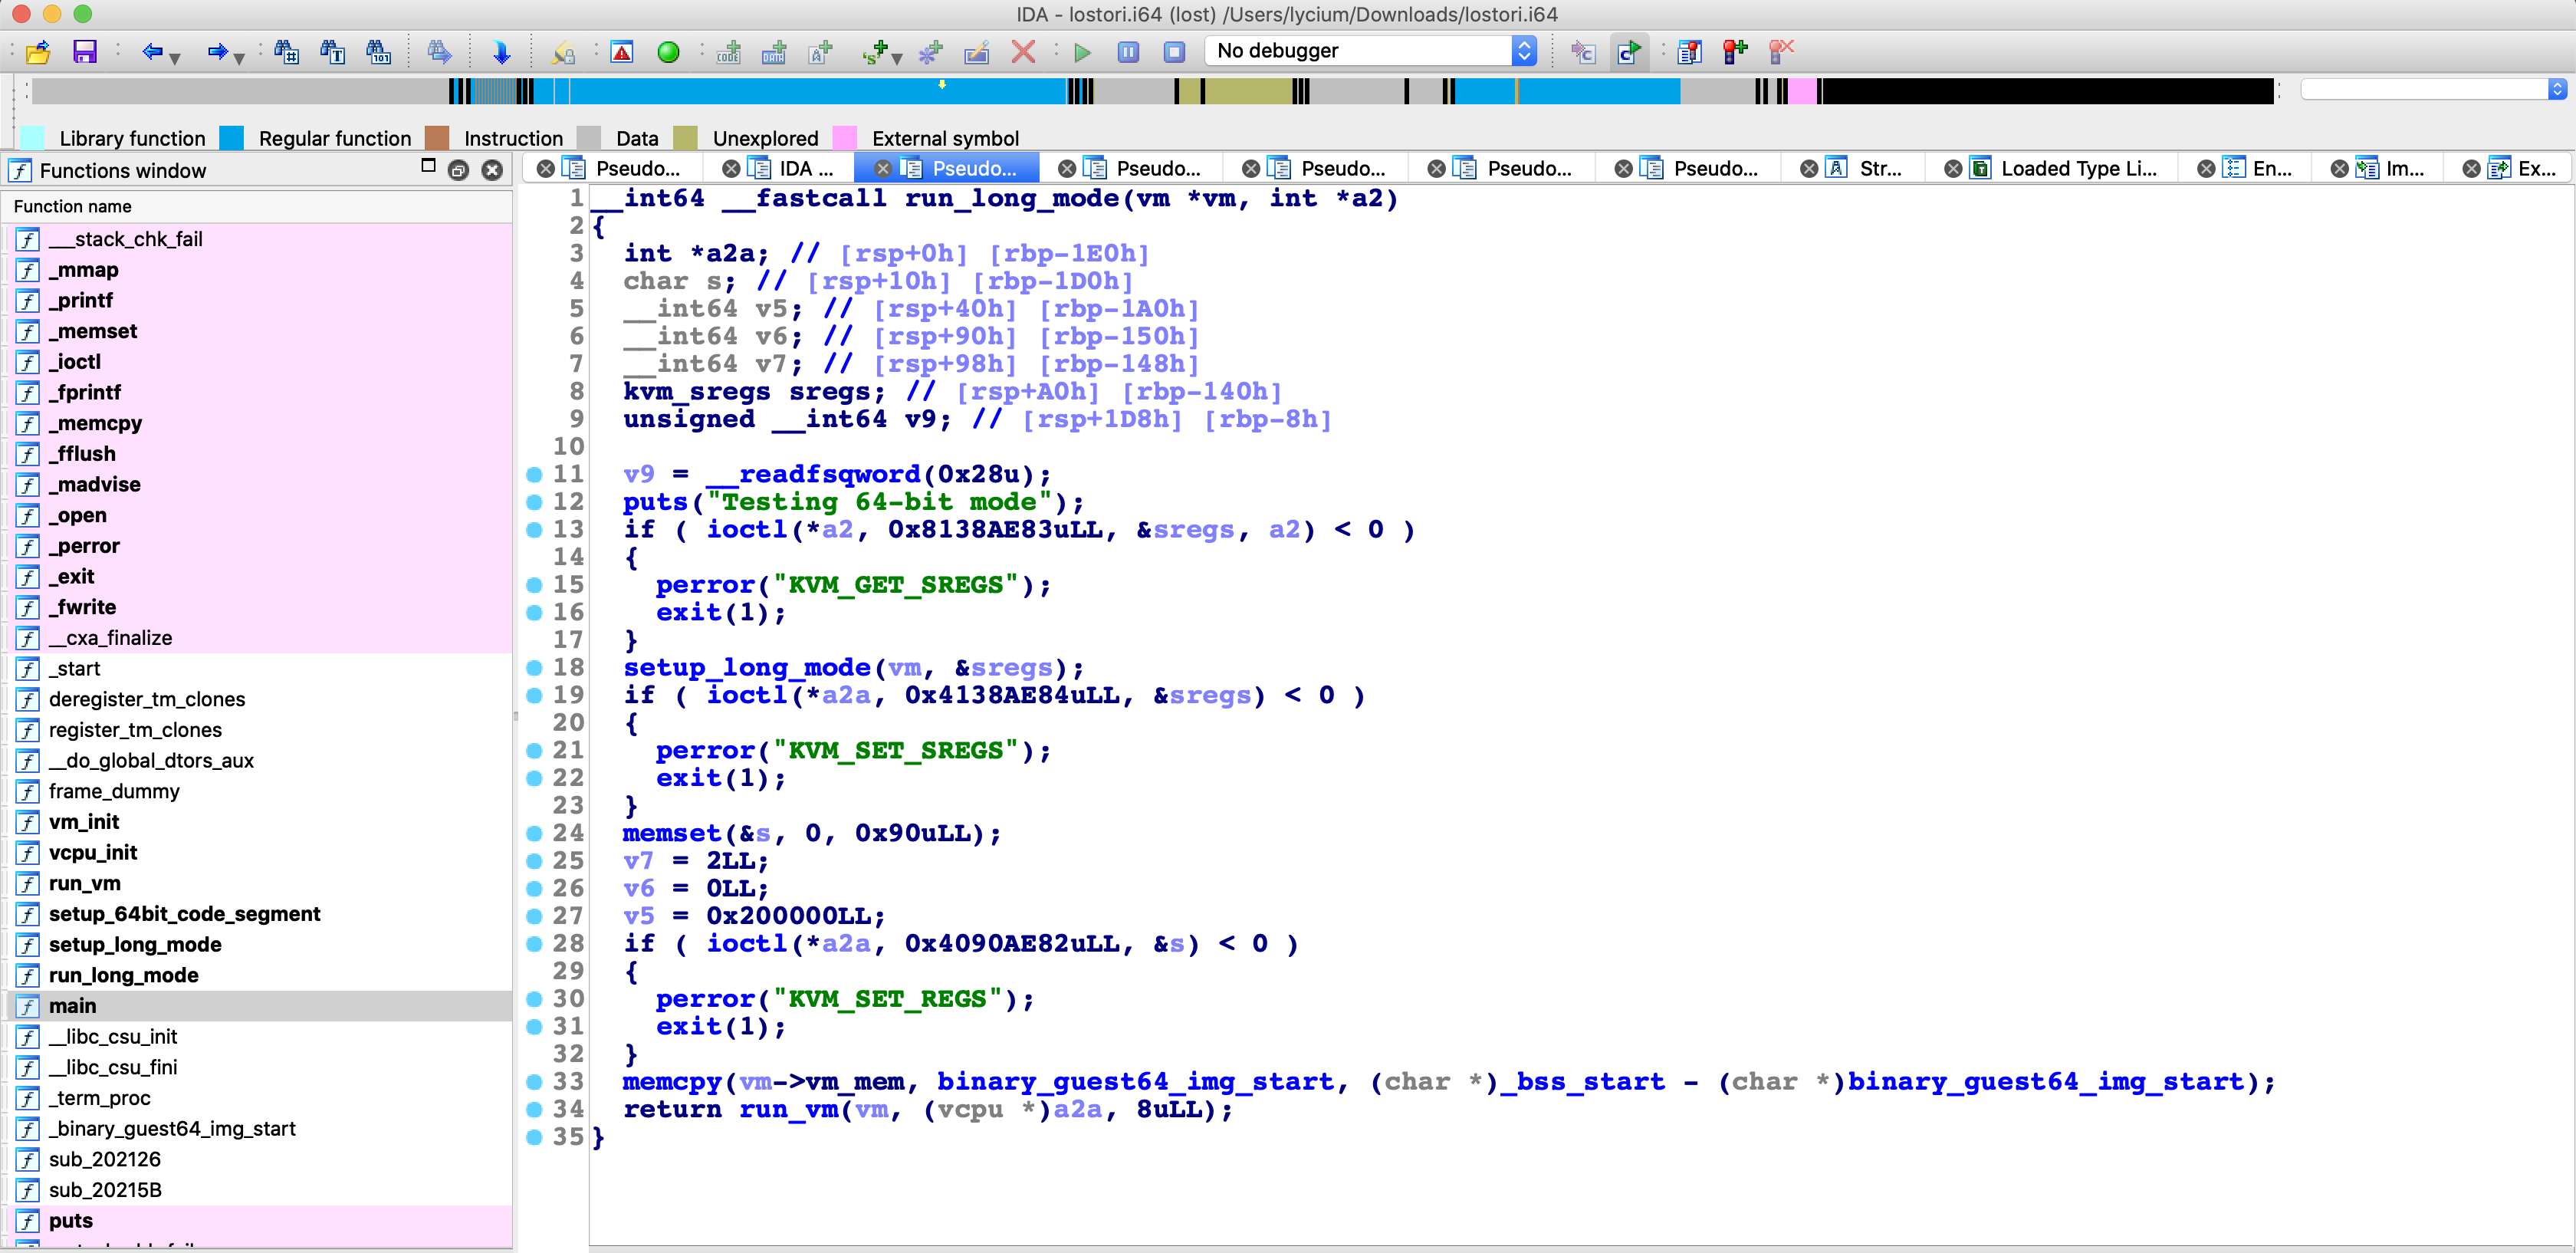 IDA - lostori.i64 (lost) /Users/lycium/Downloads/lostori.i64
No debugger
Library function Regular function Instruction Data Unexplored External symbol
Functions window
Pseudo... IDA ... Pseudo... Pseudo... Pseudo... Pseudo... Pseudo... Str... Loaded Type Li... En... Im... Ex...
Function name
___stack_chk_fail
_mmap
_printf
_memset
_ioctl
_fprintf
_memcpy
_fflush
_madvise
_open
_perror
_exit
_fwrite
__cxa_finalize
_start
deregister_tm_clones
register_tm_clones
__do_global_dtors_aux
frame_dummy
vm_init
vcpu_init
run_vm
setup_64bit_code_segment
setup_long_mode
run_long_mode
main
__libc_csu_init
__libc_csu_fini
_term_proc
_binary_guest64_img_start
sub_202126
sub_20215B
puts
1 __int64 __fastcall run_long_mode(vm *vm, int *a2)
2 {
3 int *a2a; // [rsp+0h] [rbp-1E0h]
4 char s; // [rsp+10h] [rbp-1D0h]
5 __int64 v5; // [rsp+40h] [rbp-1A0h]
6 __int64 v6; // [rsp+90h] [rbp-150h]
7 __int64 v7; // [rsp+98h] [rbp-148h]
8 kvm_sregs sregs; // [rsp+A0h] [rbp-140h]
9 unsigned __int64 v9; // [rsp+1D8h] [rbp-8h]
10
11 v9 = __readfsqword(0x28u);
12 puts("Testing 64-bit mode");
13 if ( ioctl(*a2, 0x8138AE83uLL, &sregs, a2) < 0 )
14 {
15 perror("KVM_GET_SREGS");
16 exit(1);
17 }
18 setup_long_mode(vm, &sregs);
19 if ( ioctl(*a2a, 0x4138AE84uLL, &sregs) < 0 )
20 {
21 perror("KVM_SET_SREGS");
22 exit(1);
23 }
24 memset(&s, 0, 0x90uLL);
25 v7 = 2LL;
26 v6 = 0LL;
27 v5 = 0x200000LL;
28 if ( ioctl(*a2a, 0x4090AE82uLL, &s) < 0 )
29 {
30 perror("KVM_SET_REGS");
31 exit(1);
32 }
33 memcpy(vm->vm_mem, binary_guest64_img_start, (char *)_bss_start - (char *)binary_guest64_img_start);
34 return run_vm(vm, (vcpu *)a2a, 8uLL);
35 }